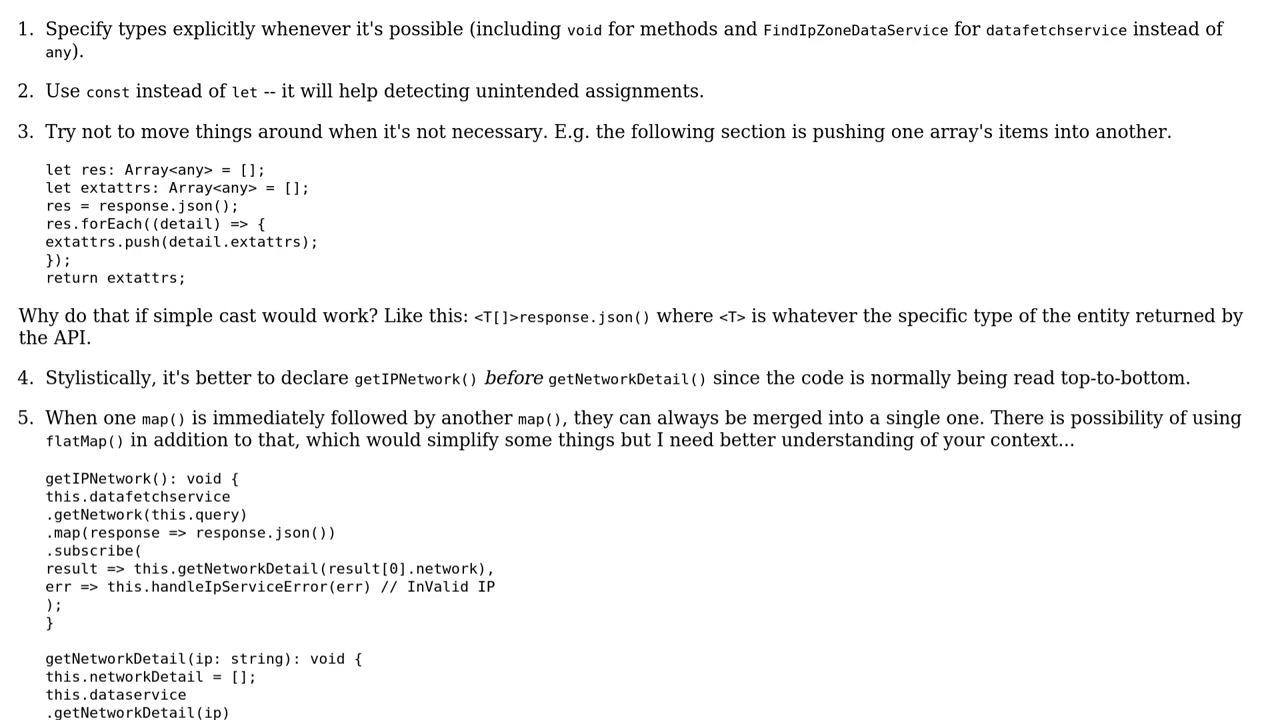 1. Specify types explicitly whenever it's possible (including void for methods and FindIpZoneDataService for datafetchservice instead of
any).
2. Use const instead of let -- it will help detecting unintended assignments.
3. Try not to move things around when it's not necessary. E.g. the following section is pushing one array's items into another.
let res: Array<any> = [];
let extattrs: Array<any> = [];
res = response.json();
res.forEach((detail) => {
extattrs.push(detail.extattrs);
});
return extattrs;
Why do that if simple cast would work? Like this: <T[]>response.json() where <T> is whatever the specific type of the entity returned by
the API.
4. Stylistically, it's better to declare getIPNetwork() before getNetworkDetail() since the code is normally being read top-to-bottom.
5. When one map() is immediately followed by another map(), they can always be merged into a single one. There is possibility of using
flatMap() in addition to that, which would simplify some things but I need better understanding of your context...
getIPNetwork(): void {
this.datafetchservice
.getNetwork(this.query)
.map(response => response.json())
.subscribe(
result => this.getNetworkDetail(result[0].network),
err => this.handleIpServiceError(err) // InValid IP
);
}
getNetworkDetail(ip: string): void {
this.networkDetail = [];
this.dataservice
.getNetworkDetail(ip)